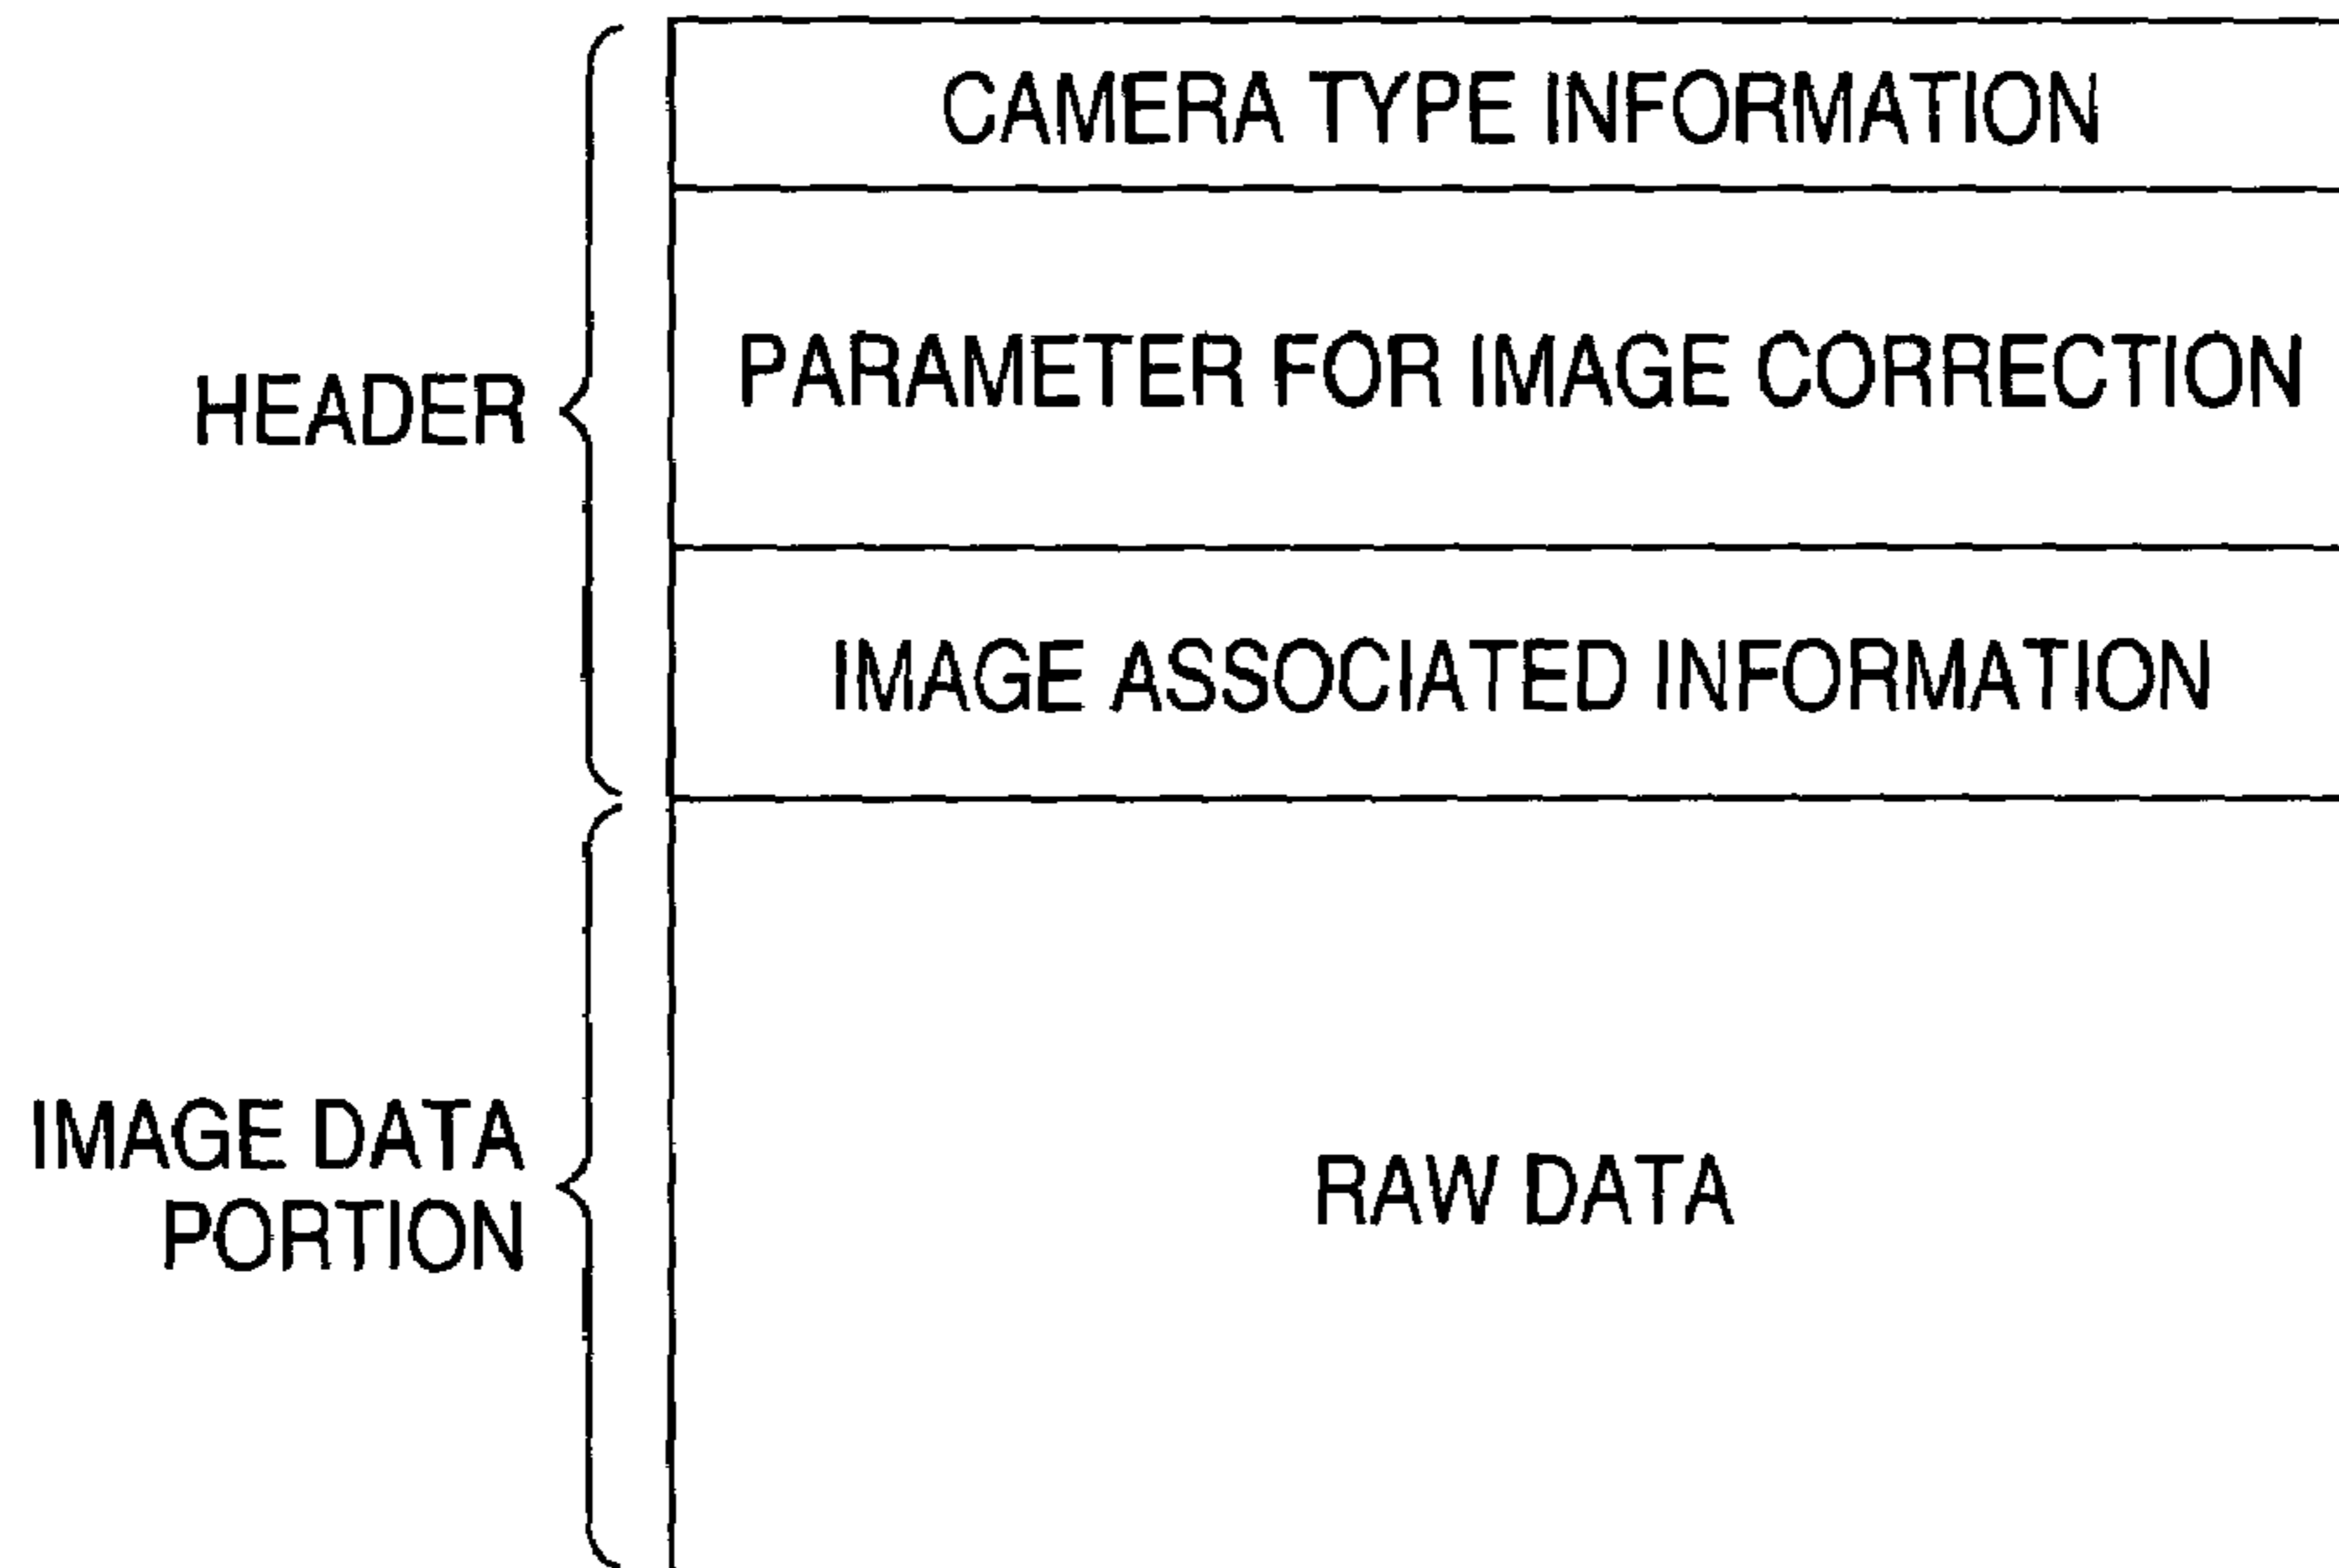 CAMERA TYPE INFORMATION
HEADER
PARAMETER FOR IMAGE CORRECTION
IMAGE ASSOCIATED INFORMATION
IMAGE DATA
PORTION
RAW DATA